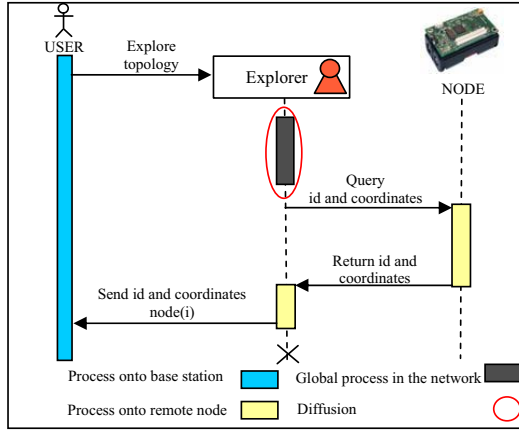 USER
Explore
topology
Explorer
NODE
Query
id and coordinates
Return id and
coordinates
Send id and coordinates
node(i)
Process onto base station
Global process in the network
Process onto remote node
Diffusion